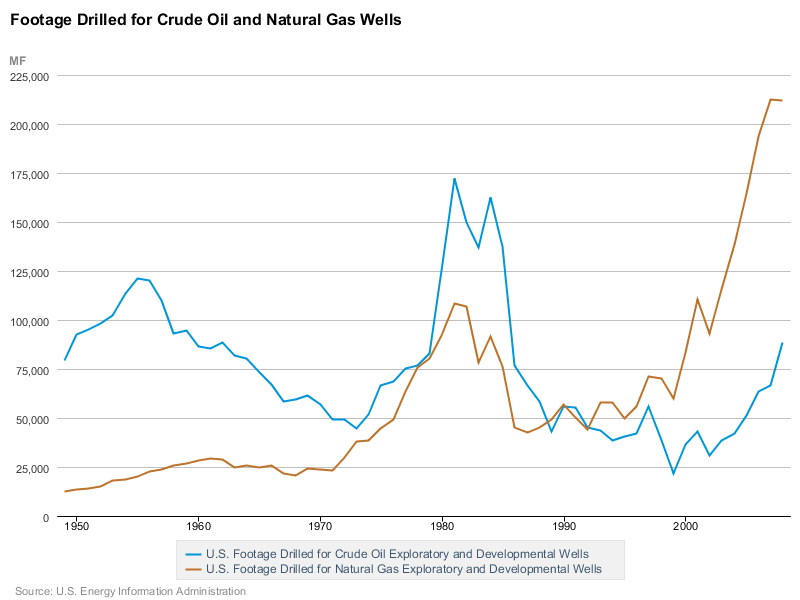 Footage Drilled for Crude Oil and Natural Gas Wells
MF
225,000
200,000
175,000
150,000
125,000
100,000
75,000
50,000
25,000
0
1950 1960 1970 1980 1990 2000
U.S. Footage Drilled for Crude Oil Exploratory and Developmental Wells
U.S. Footage Drilled for Natural Gas Exploratory and Developmental Wells
Source: U.S. Energy Information Administration